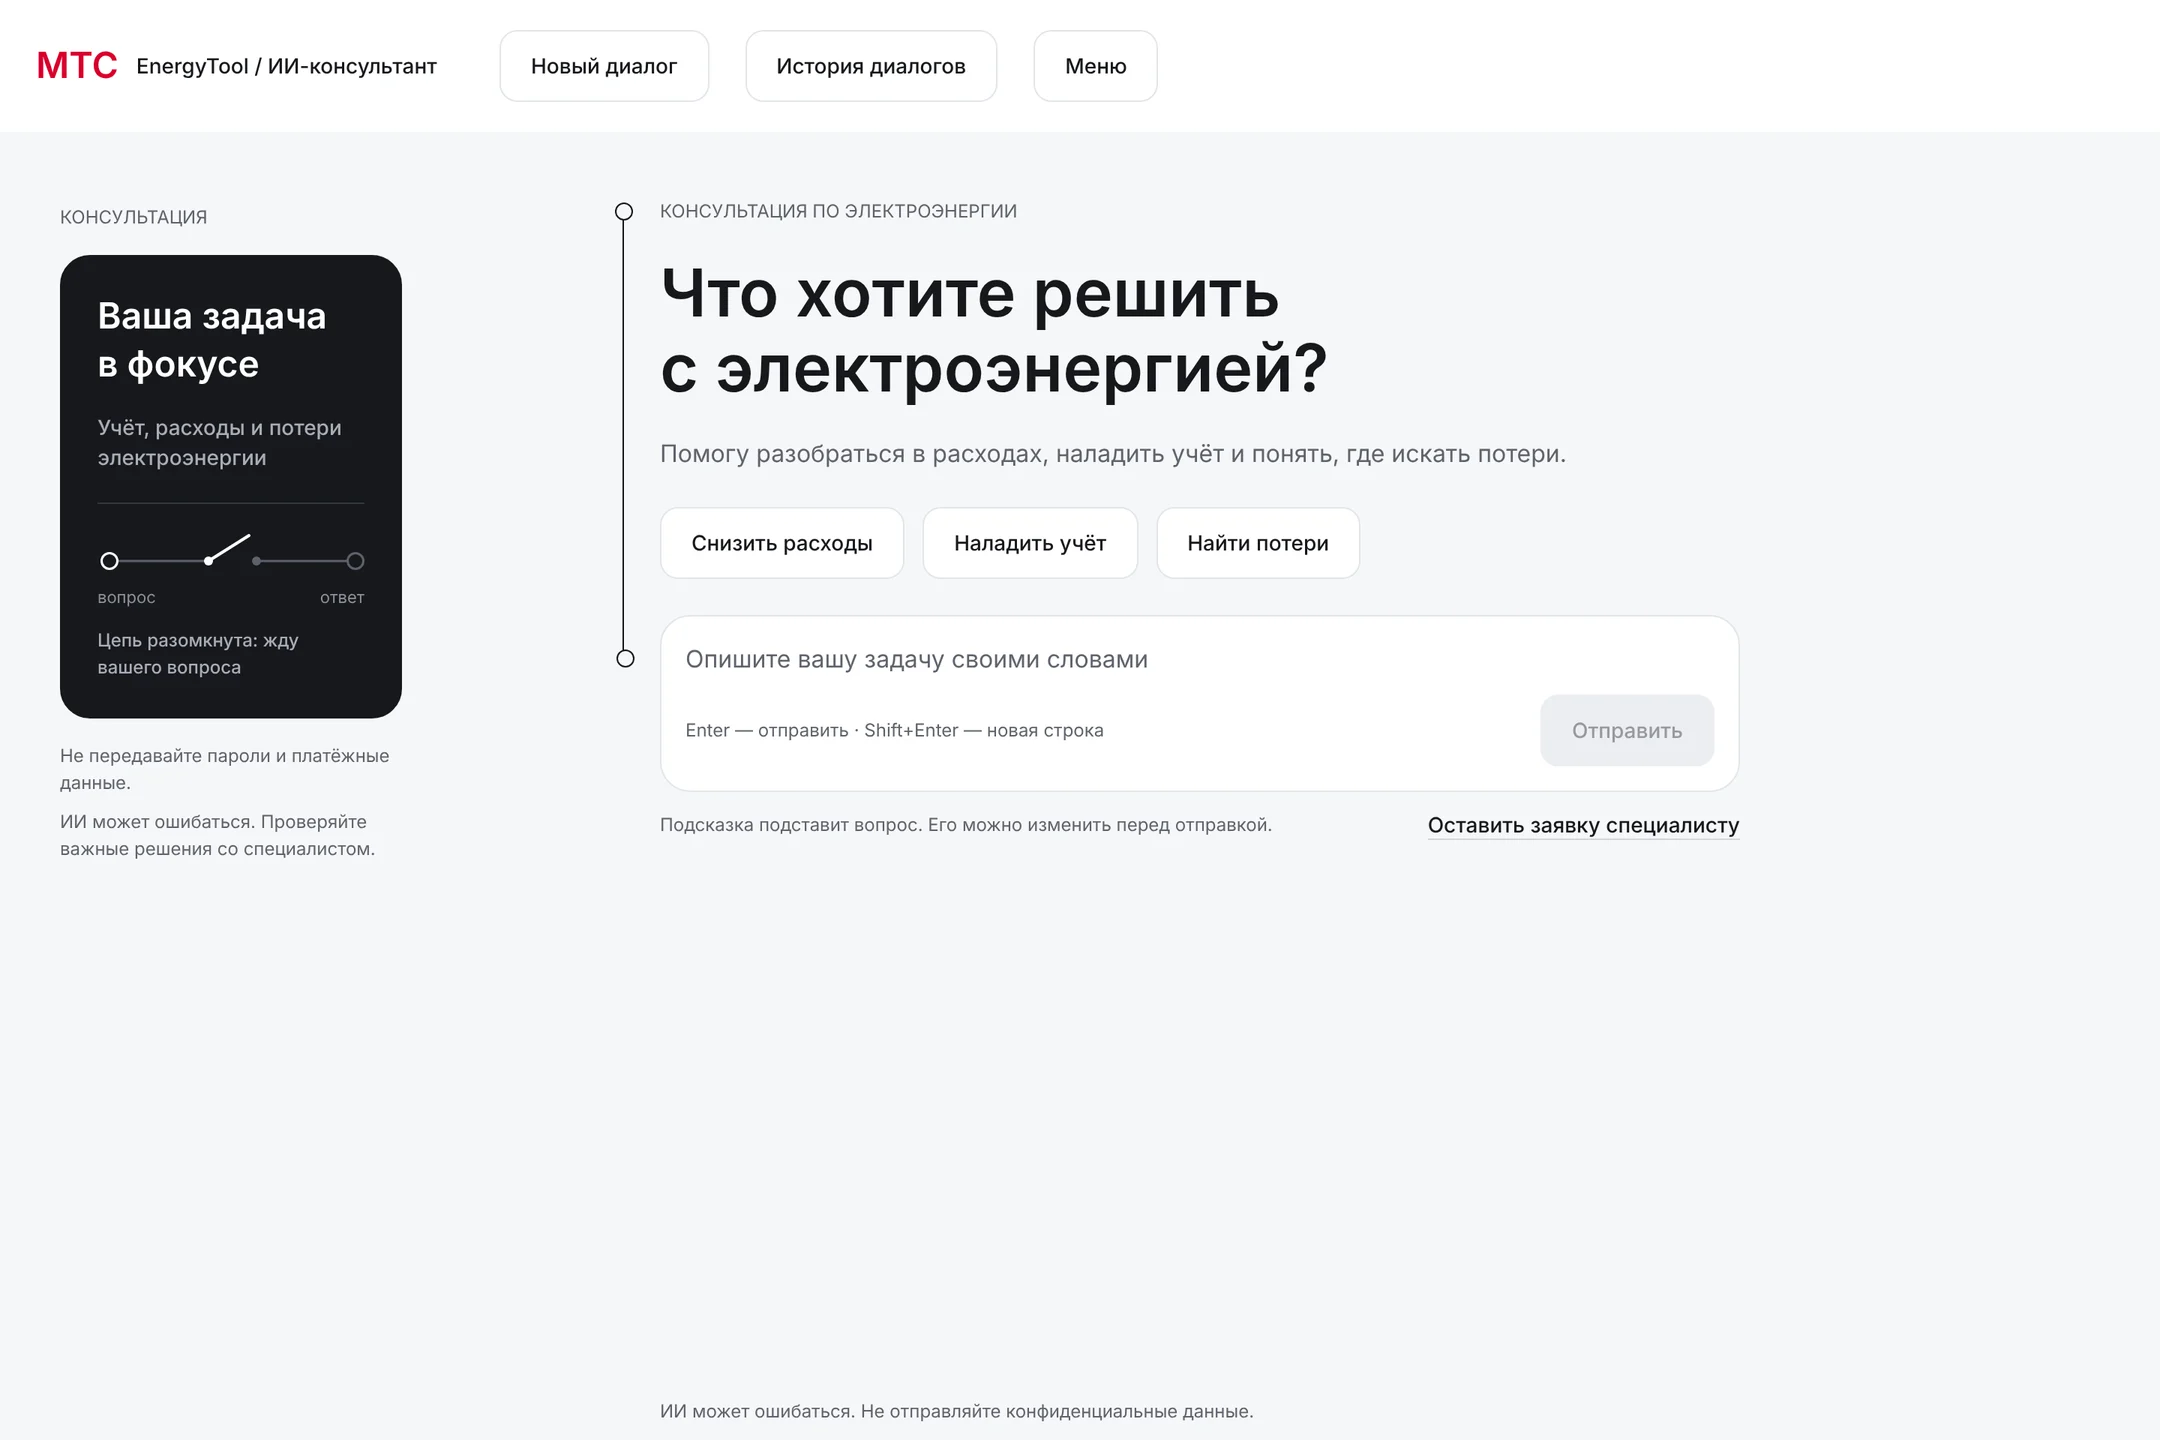 МТС EnergyTool / ИИ-консультант
Новый диалог
История диалогов
Меню
КОНСУЛЬТАЦИЯ
Ваша задача
в фокусе
Учёт, расходы и потери
электроэнергии
вопрос
ответ
Цепь разомкнута: жду
вашего вопроса
Не передавайте пароли и платёжные
данные.
ИИ может ошибаться. Проверяйте
важные решения со специалистом.
КОНСУЛЬТАЦИЯ ПО ЭЛЕКТРОЭНЕРГИИ
Что хотите решить
с электроэнергией?
Помогу разобраться в расходах, наладить учёт и понять, где искать потери.
Снизить расходы
Наладить учёт
Найти потери
Опишите вашу задачу своими словами
Enter — отправить · Shift+Enter — новая строка
Отправить
Подсказка подставит вопрос. Его можно изменить перед отправкой.
Оставить заявку специалисту
ИИ может ошибаться. Не отправляйте конфиденциальные данные.